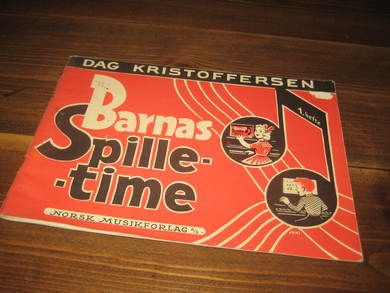 DAG KRISTOFFERSEN
Barnas
Spille-
-time
1. hefte
NORSK MUSIKFORLAG A/S